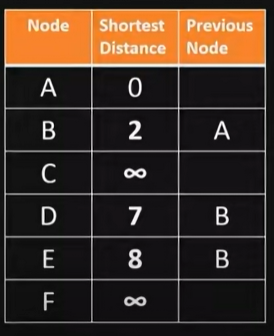 Node Shortest Distance Previous Node
A 0
B 2 A
C ∞
D 7 B
E 8 B
F ∞